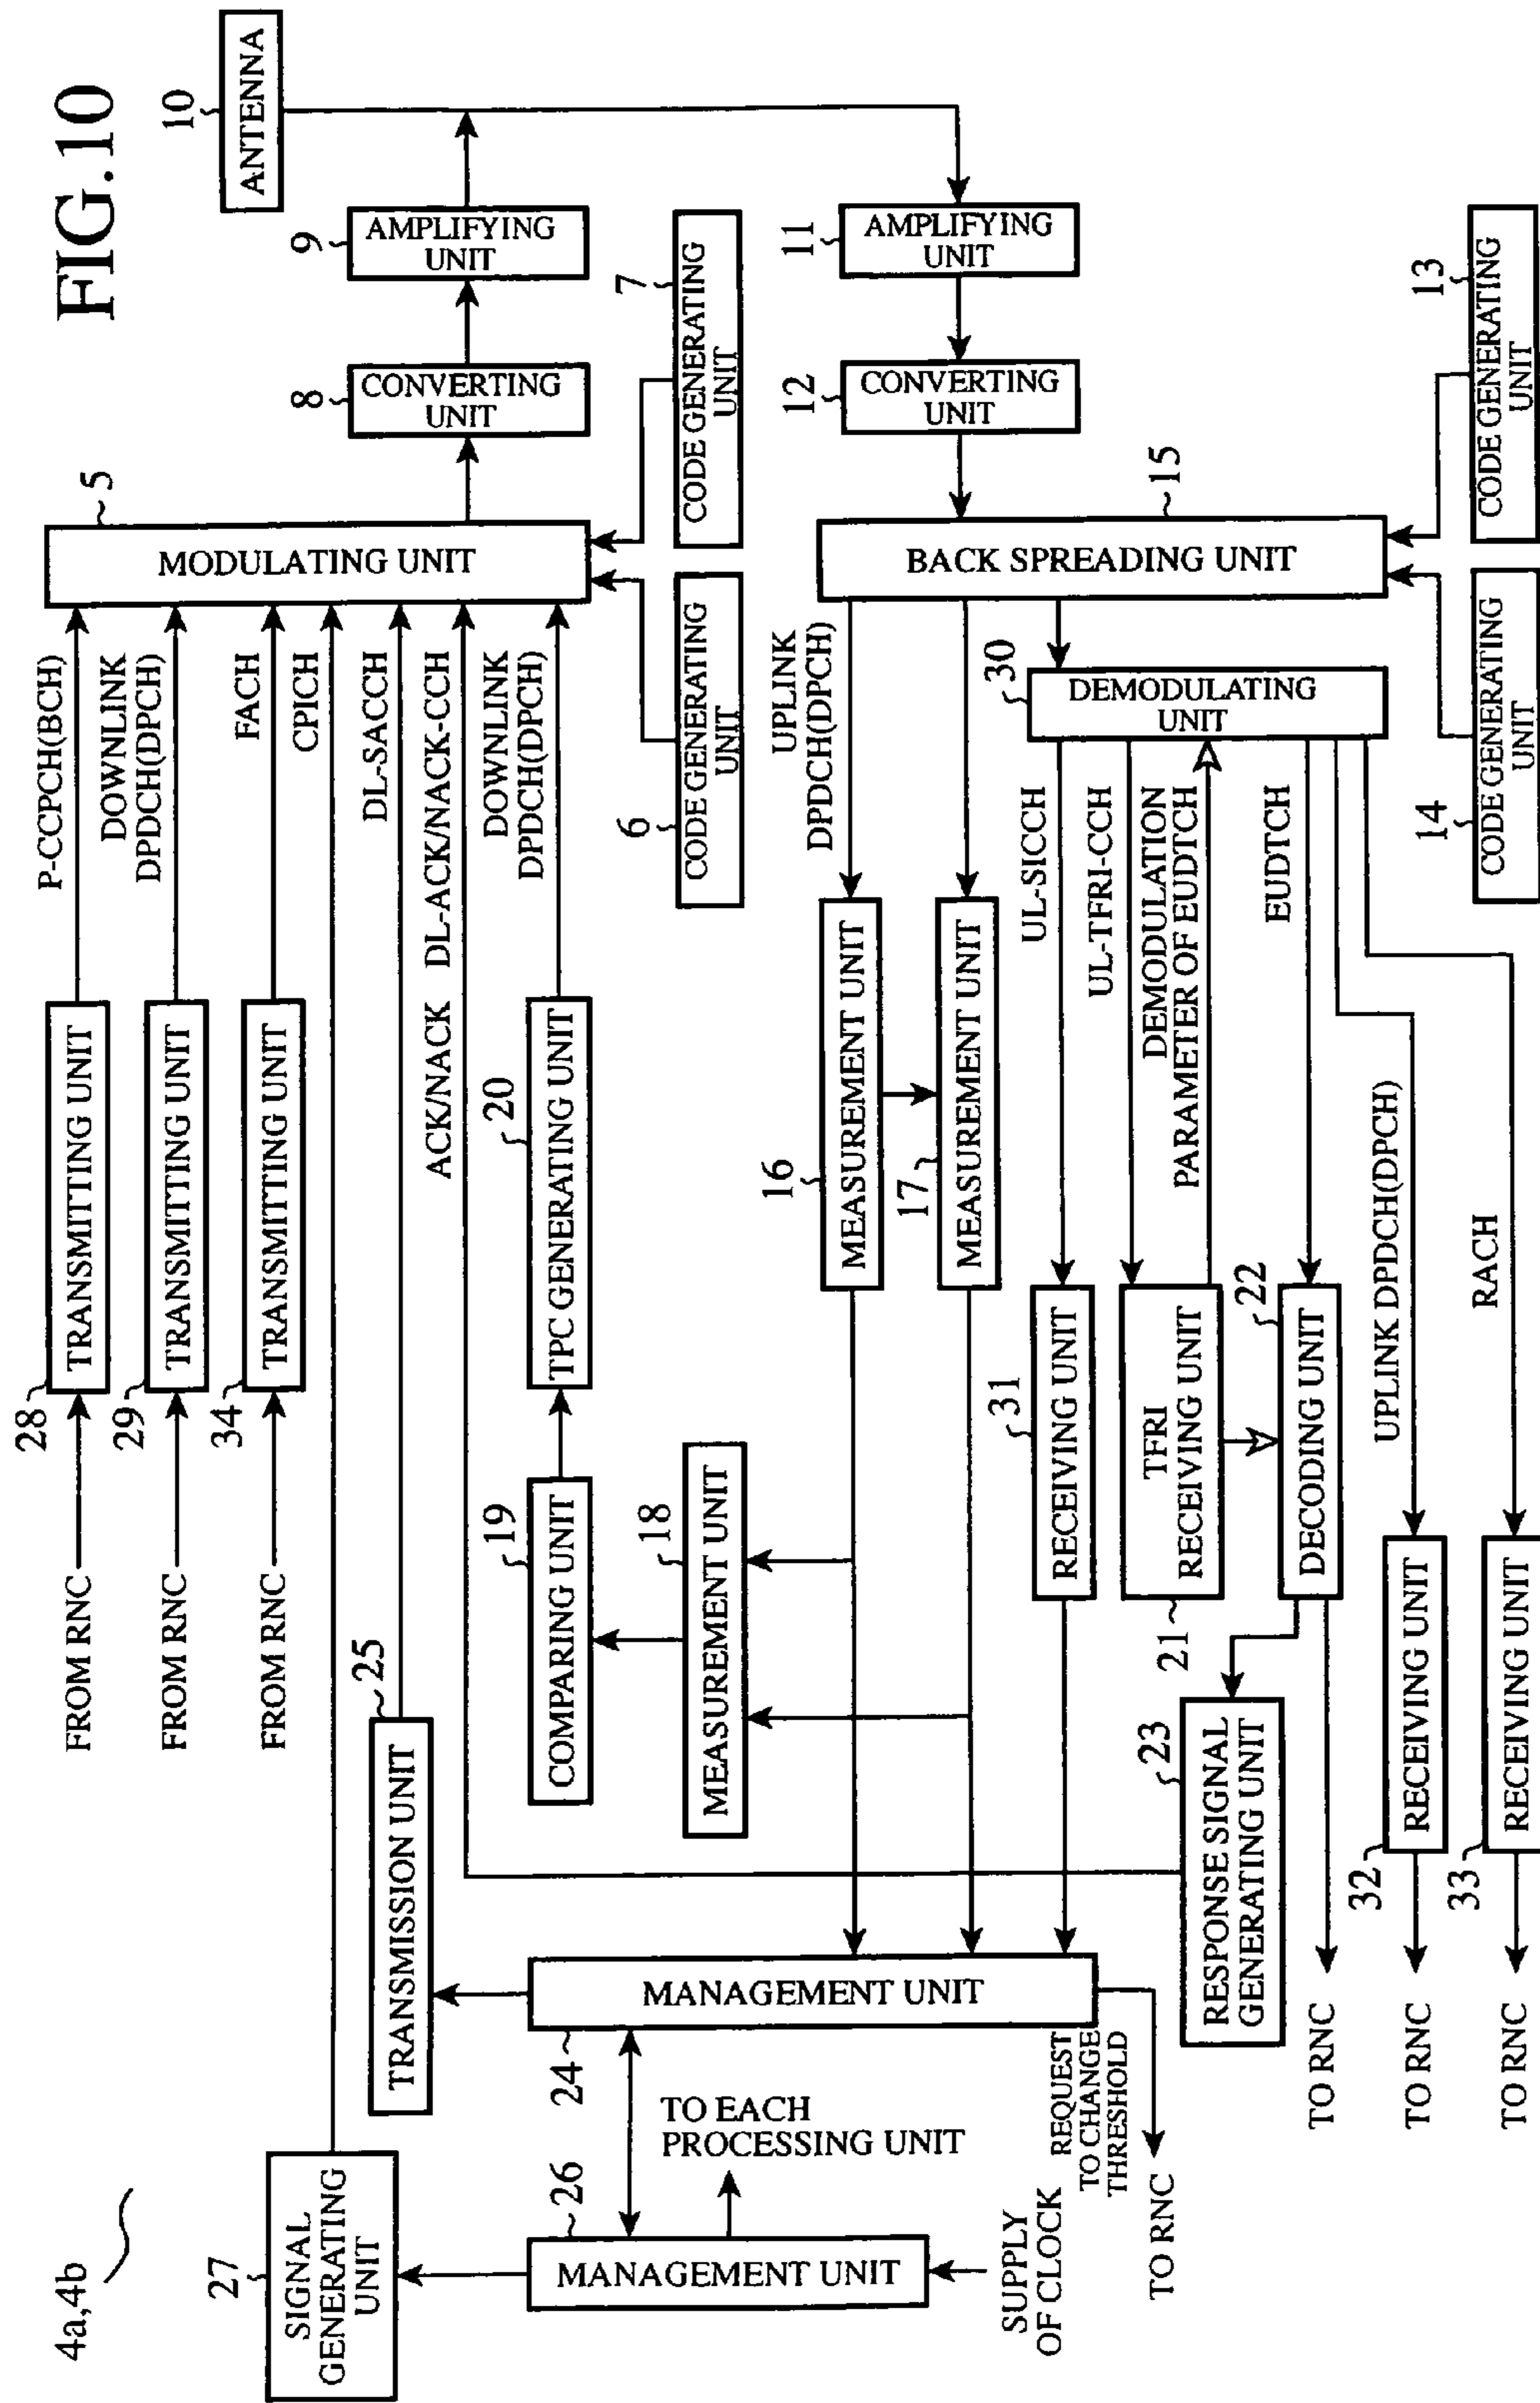 FIG.10
4a,4b
27
SIGNAL
GENERATING
UNIT
26
MANAGEMENT UNIT
SUPPLY
OF CLOCK
TO EACH
PROCESSING UNIT
24
MANAGEMENT UNIT
REQUEST
TO CHANGE
THRESHOLD
TO RNC
25
TRANSMISSION UNIT
FROM RNC
28
TRANSMITTING UNIT
P-CCPCH(BCH)
FROM RNC
29
TRANSMITTING UNIT
DOWNLINK
DPDCH(DPCH)
FROM RNC
34
TRANSMITTING UNIT
FACH
CPICH
DL-SACCH
ACK/NACK
DL-ACK/NACK-CCH
DOWNLINK
DPDCH(DPCH)
19
COMPARING UNIT
20
TPC GENERATING UNIT
18
MEASUREMENT UNIT
5
MODULATING UNIT
6
CODE GENERATING
UNIT
7
CODE GENERATING
UNIT
8
CONVERTING
UNIT
9
AMPLIFYING
UNIT
10
ANTENNA
11
AMPLIFYING
UNIT
12
CONVERTING
UNIT
15
BACK SPREADING UNIT
13
CODE GENERATING
UNIT
14
CODE GENERATING
UNIT
UPLINK
DPDCH(DPCH)
16
MEASUREMENT UNIT
17
MEASUREMENT UNIT
30
DEMODULATING
UNIT
UL-SICCH
UL-TFRI-CCH
DEMODULATION
PARAMETER OF EUDTCH
EUDTCH
UPLINK DPDCH(DPCH)
RACH
31
RECEIVING UNIT
21
TFRI
RECEIVING UNIT
22
DECODING UNIT
23
RESPONSE SIGNAL
GENERATING UNIT
TO RNC
32
RECEIVING UNIT
TO RNC
33
RECEIVING UNIT
TO RNC